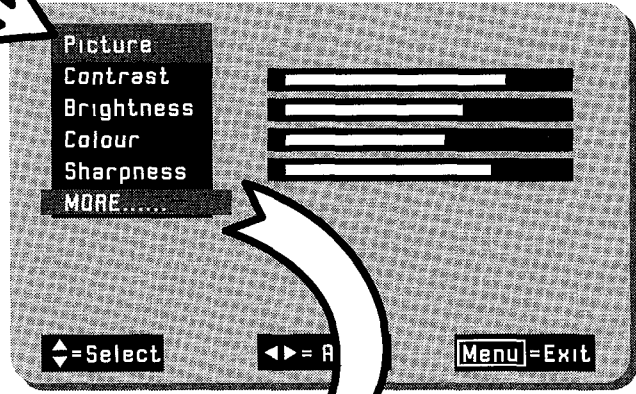 Picture
Contrast
Brightness
Colour
Sharpness
MORE......
=Select
= A
Menu=Exit